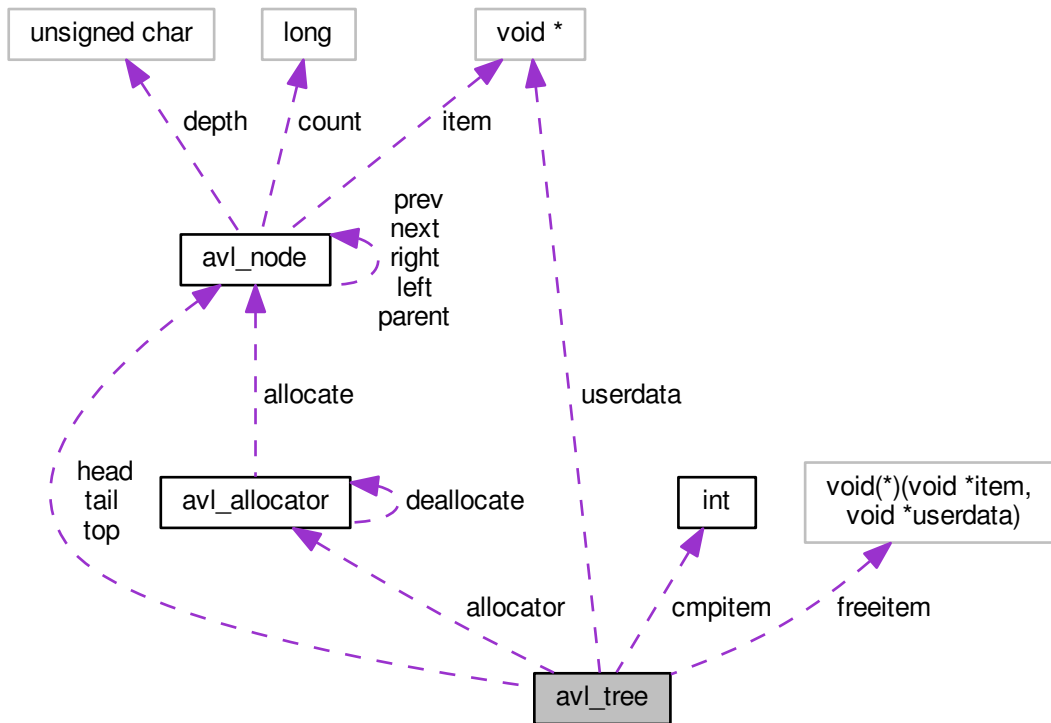 unsigned char
long
void *
depth
count
item
prev
next
right
left
parent
avl_node
allocate
userdata
head
tail
top
avl_allocator
deallocate
int
void(*)(void *item,
void *userdata)
allocator
cmpitem
freeitem
avl_tree